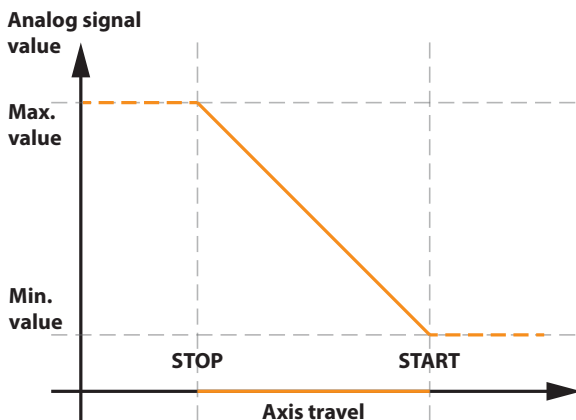 Analog signal
value
Max.
value
Min.
value
STOP
START
Axis travel